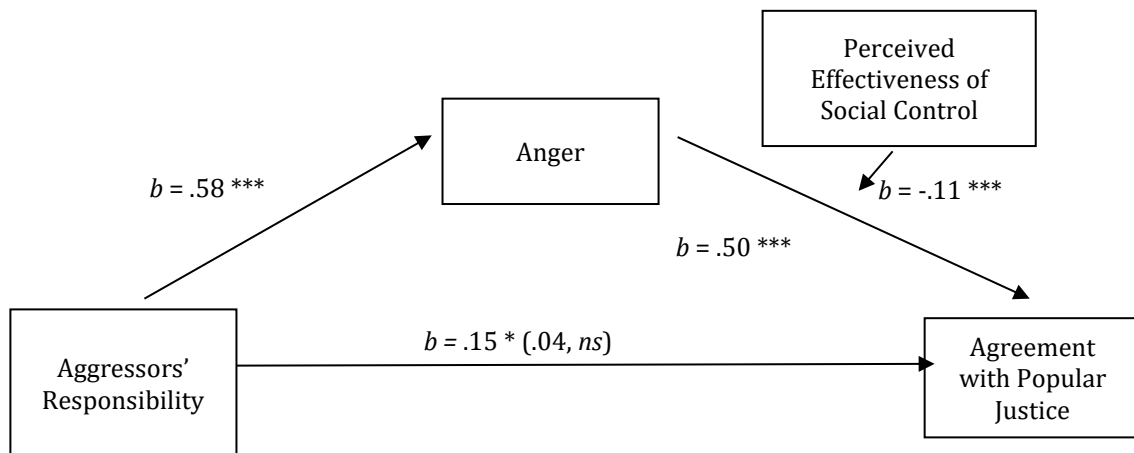 Perceived
Effectiveness of
Social Control
Anger
b = .58 ***
b = -.11 ***
b = .50 ***
b = .15 * (.04, ns)
Aggressors’
Responsibility
Agreement
with Popular
Justice